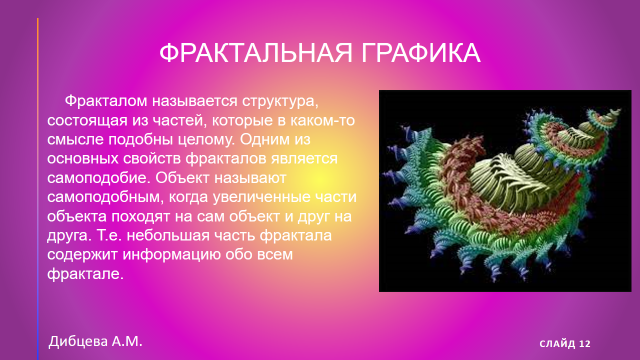 ФРАКТАЛЬНАЯ ГРАФИКА
Фракталом называется структура,
состоящая из частей, которые в каком-то
смысле подобны целому. Одним из
основных свойств фракталов является
самоподобие. Объект называют
самоподобным, когда увеличенные части
объекта походят на сам объект и друг на
друга. Т.е. небольшая часть фрактала
содержит информацию обо всем
фрактале.
Дибцева А.М.
СЛАЙД 12